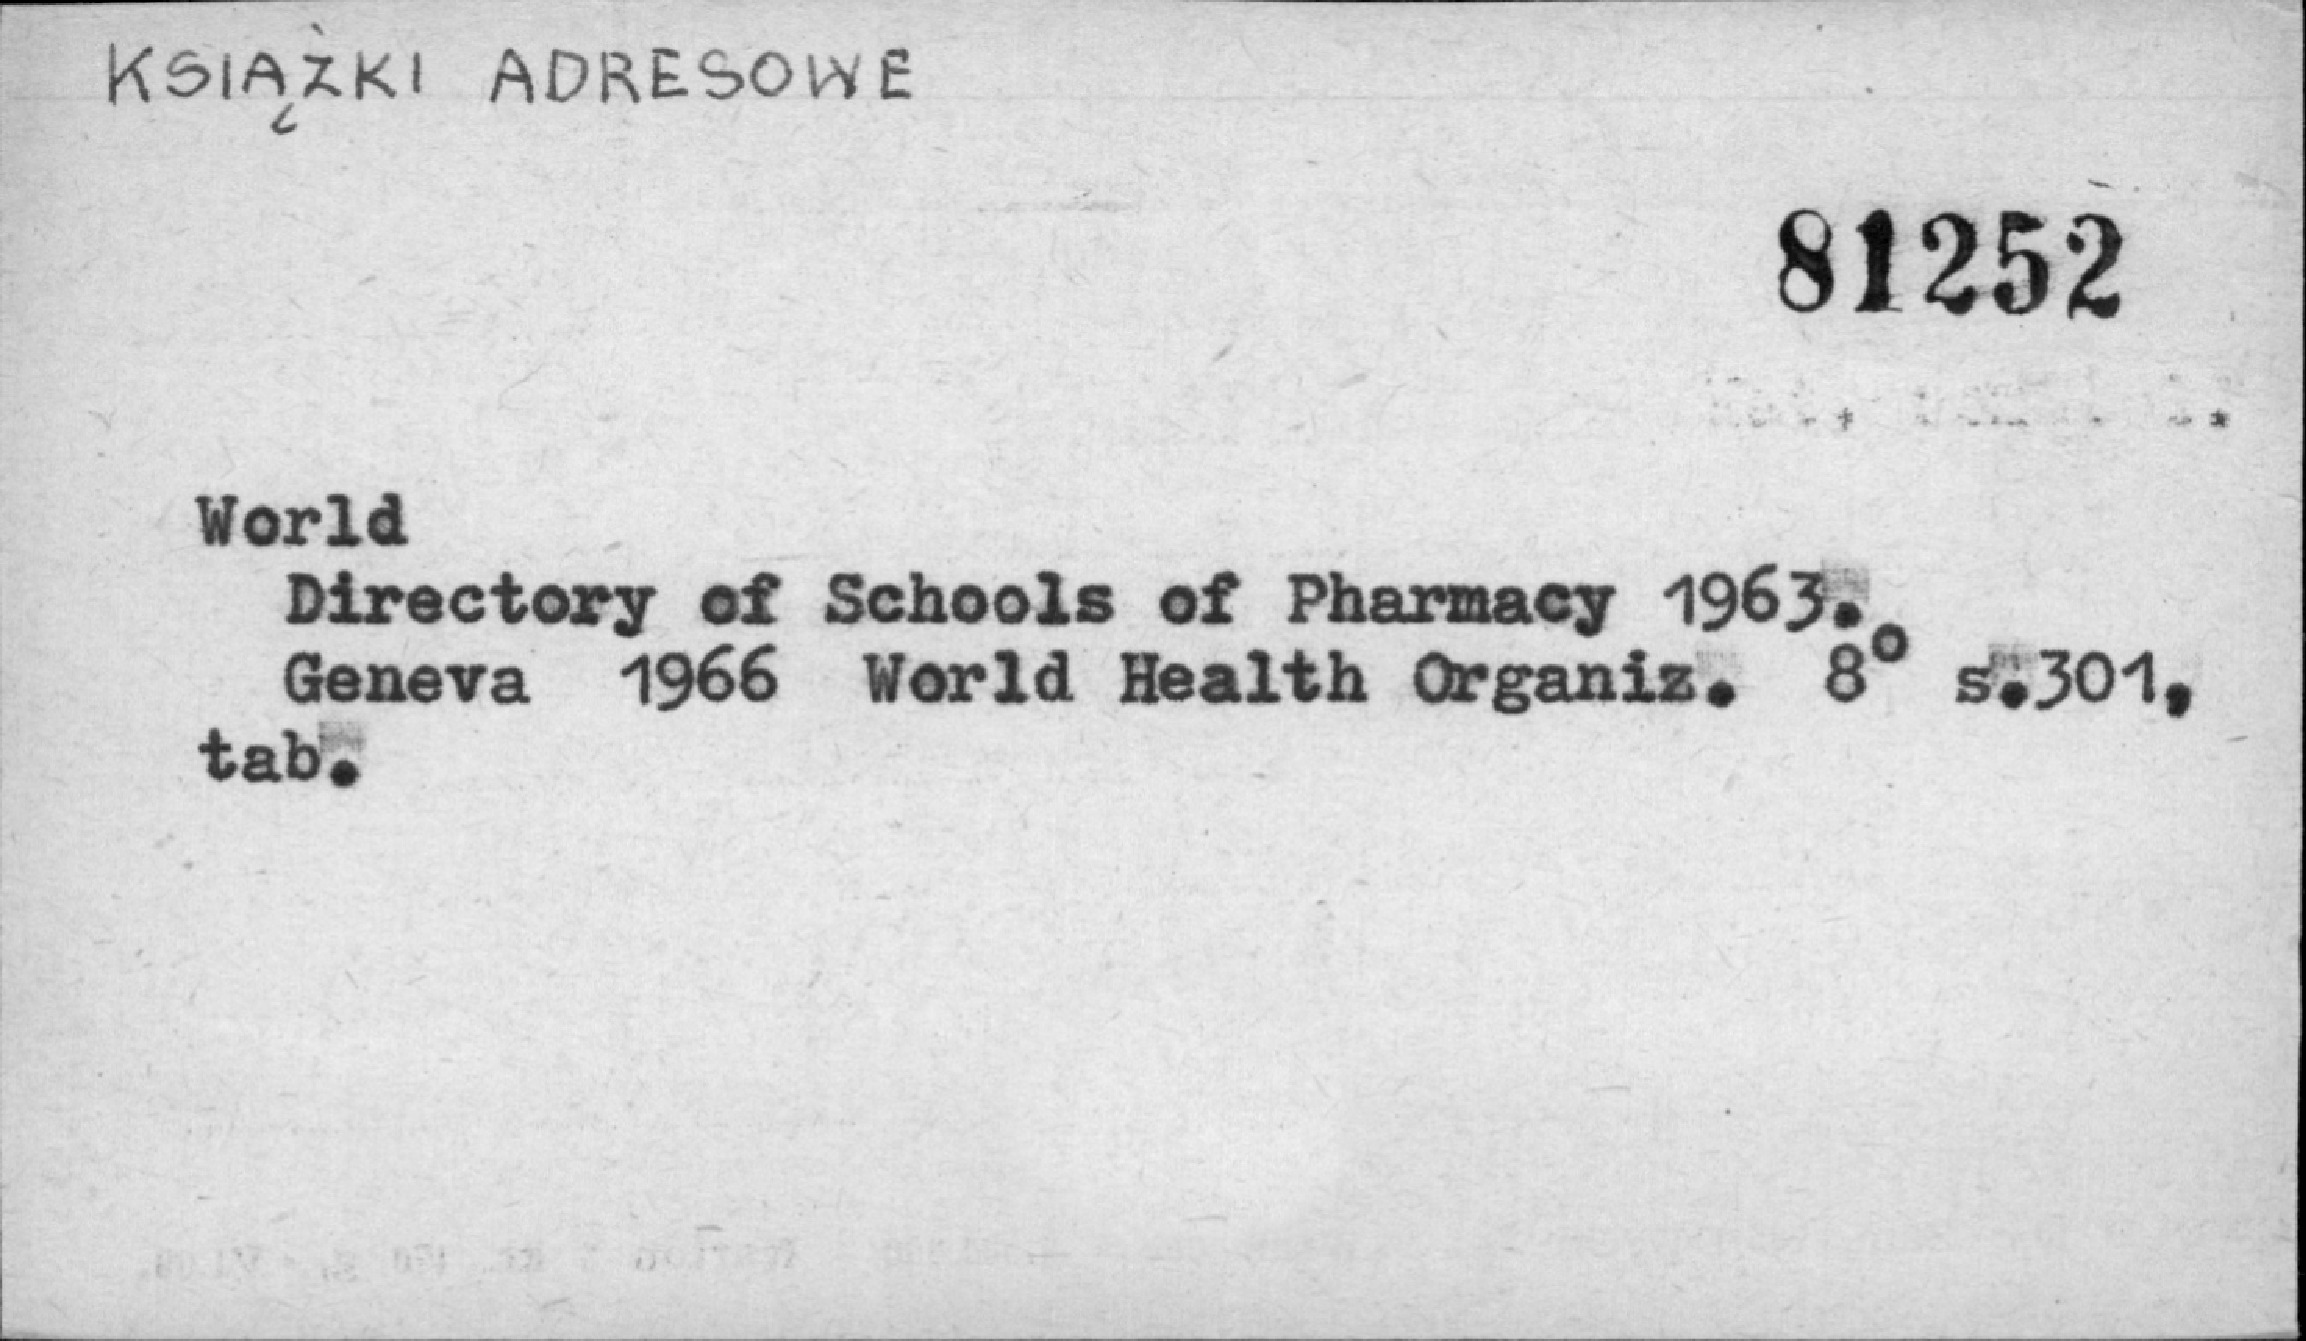 KSIĄŻKI ADRESOWE
81252
World
Directory of Schools of Pharmacy 1963.
Geneva 1966 World Health Organiz. 8° s.301,
tab.